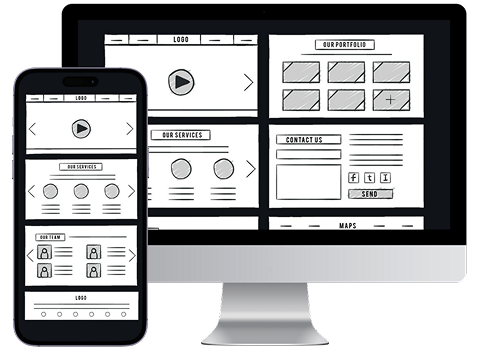 LOGO
OUR SERVICES
OUR TEAM
LOGO
LOGO
OUR SERVICES
OUR PORTFOLIO
CONTACT US
f t I
SEND
MAPS